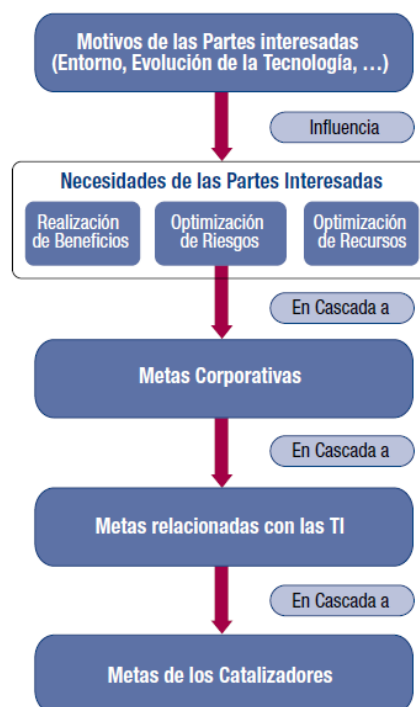 Motivos de las Partes interesadas
(Entorno, Evolución de la Tecnología, ...)
Influencia
Necesidades de las Partes Interesadas
Realización
de Beneficios
Optimización
de Riesgos
Optimización
de Recursos
En Cascada a
Metas Corporativas
En Cascada a
Metas relacionadas con las TI
En Cascada a
Metas de los Catalizadores